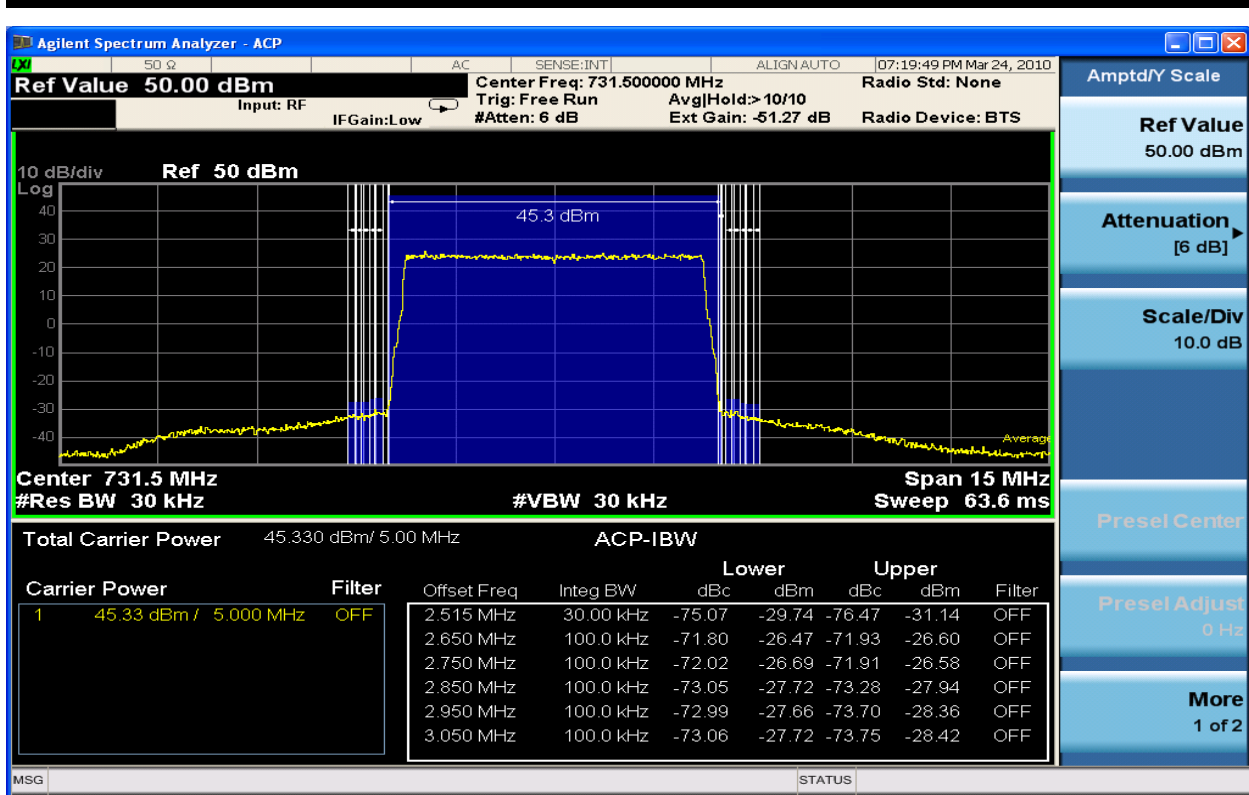 Agilent Spectrum Analyzer - ACP
LXI 50 Ω AC SENSE:INT ALIGN AUTO 07:19:49 PM Mar 24, 2010
Ref Value 50.00 dBm
Input: RF
IFGain:Low
Center Freq: 731.500000 MHz
Trig: Free Run Avg|Hold:> 10/10
#Atten: 6 dB Ext Gain: -51.27 dB
Radio Std: None
Radio Device: BTS
10 dB/div Ref 50 dBm
Log
40
30
20
10
0
-10
-20
-30
-40
45.3 dBm
Average
Center 731.5 MHz Span 15 MHz
#Res BW 30 kHz #VBW 30 kHz Sweep 63.6 ms
Total Carrier Power 45.330 dBm/ 5.00 MHz ACP-IBW
Lower Upper
Carrier Power Filter Offset Freq Integ BW dBc dBm dBc dBm Filter
1 45.33 dBm / 5.000 MHz OFF 2.515 MHz 30.00 kHz -75.07 -29.74 -76.47 -31.14 OFF
2.650 MHz 100.0 kHz -71.80 -26.47 -71.93 -26.60 OFF
2.750 MHz 100.0 kHz -72.02 -26.69 -71.91 -26.58 OFF
2.850 MHz 100.0 kHz -73.05 -27.72 -73.28 -27.94 OFF
2.950 MHz 100.0 kHz -72.99 -27.66 -73.70 -28.36 OFF
3.050 MHz 100.0 kHz -73.06 -27.72 -73.75 -28.42 OFF
MSG STATUS
Amptd/Y Scale
Ref Value
50.00 dBm
Attenuation
[6 dB]
Scale/Div
10.0 dB
Presel Center
Presel Adjust
0 Hz
More
1 of 2